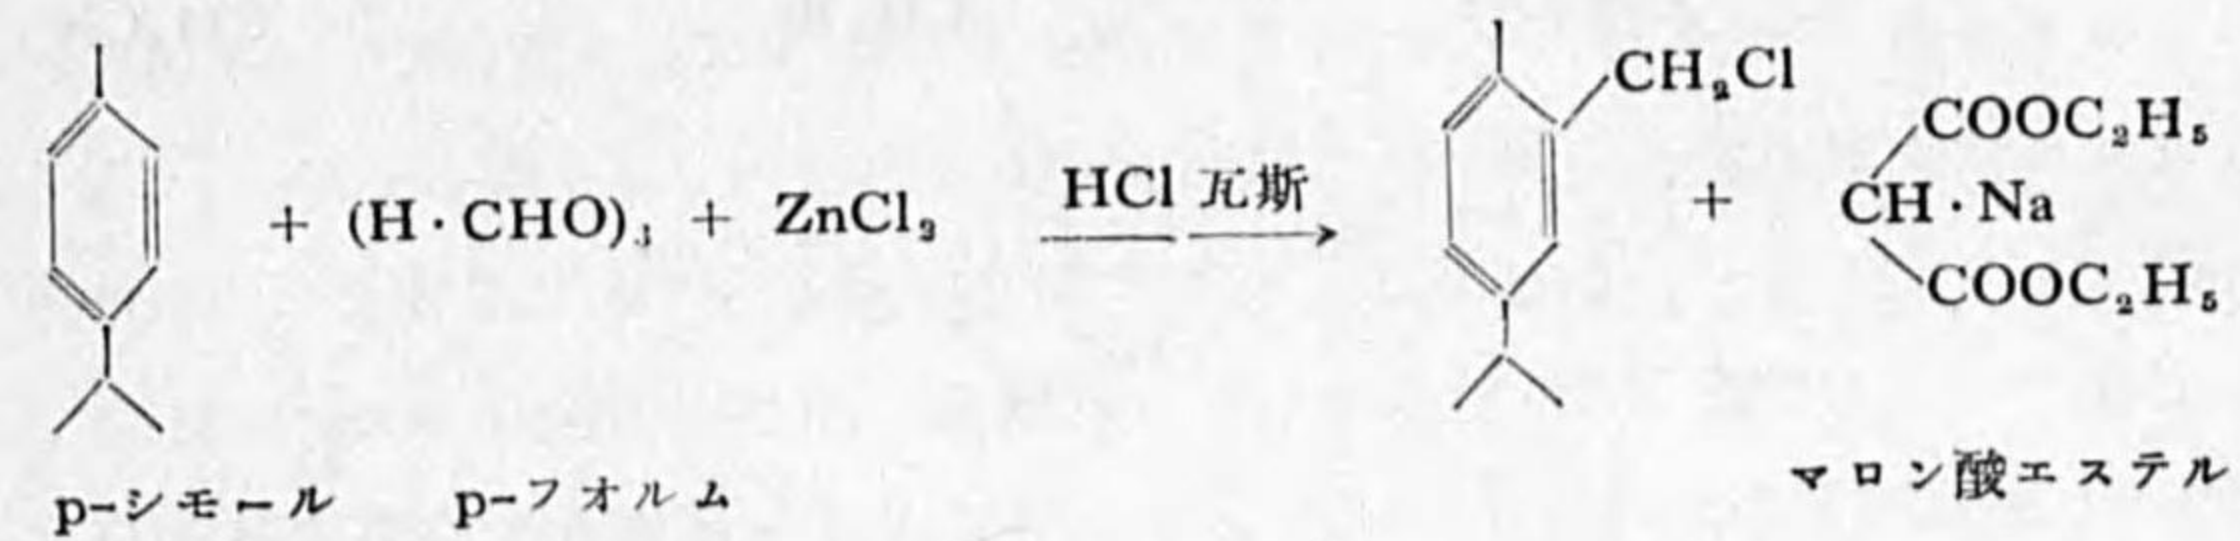 CH₂Cl
COOC₂H₅
+ (H·CHO)₃ + ZnCl₂ HCl 瓦斯 + CH·Na
COOC₂H₅
p-シモール p-フオルム マロン酸エステル